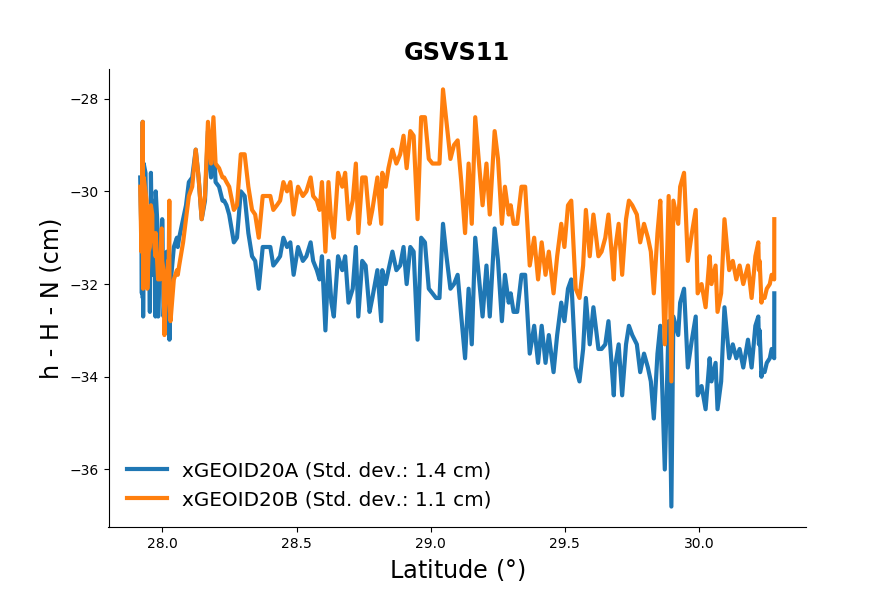 GSVS11
h - H - N (cm)
−28
−30
−32
−34
−36
xGEOID20A (Std. dev.: 1.4 cm)
xGEOID20B (Std. dev.: 1.1 cm)
28.0 28.5 29.0 29.5 30.0
Latitude (°)